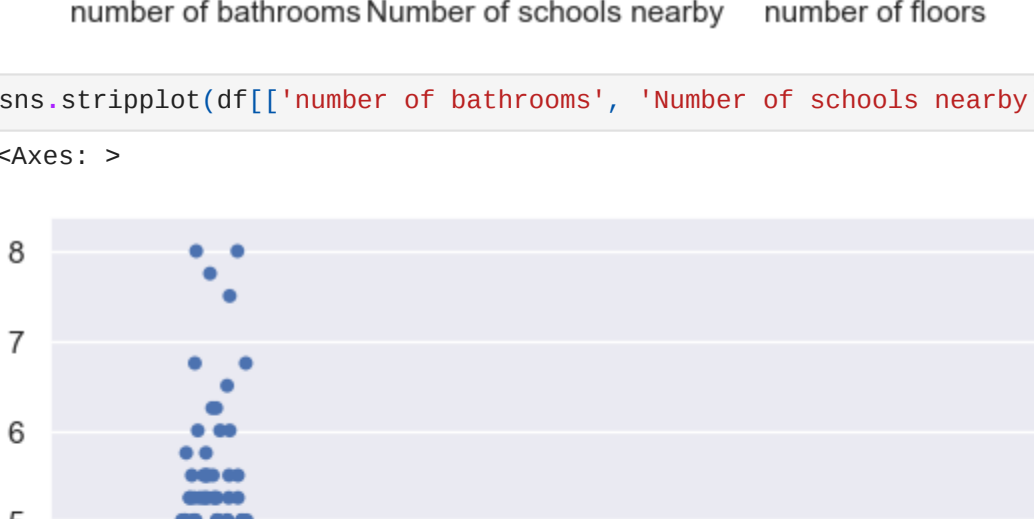 number of bathrooms Number of schools nearby number of floors
sns.stripplot(df[['number of bathrooms', 'Number of schools nearby
<Axes: >
8
7
6
5